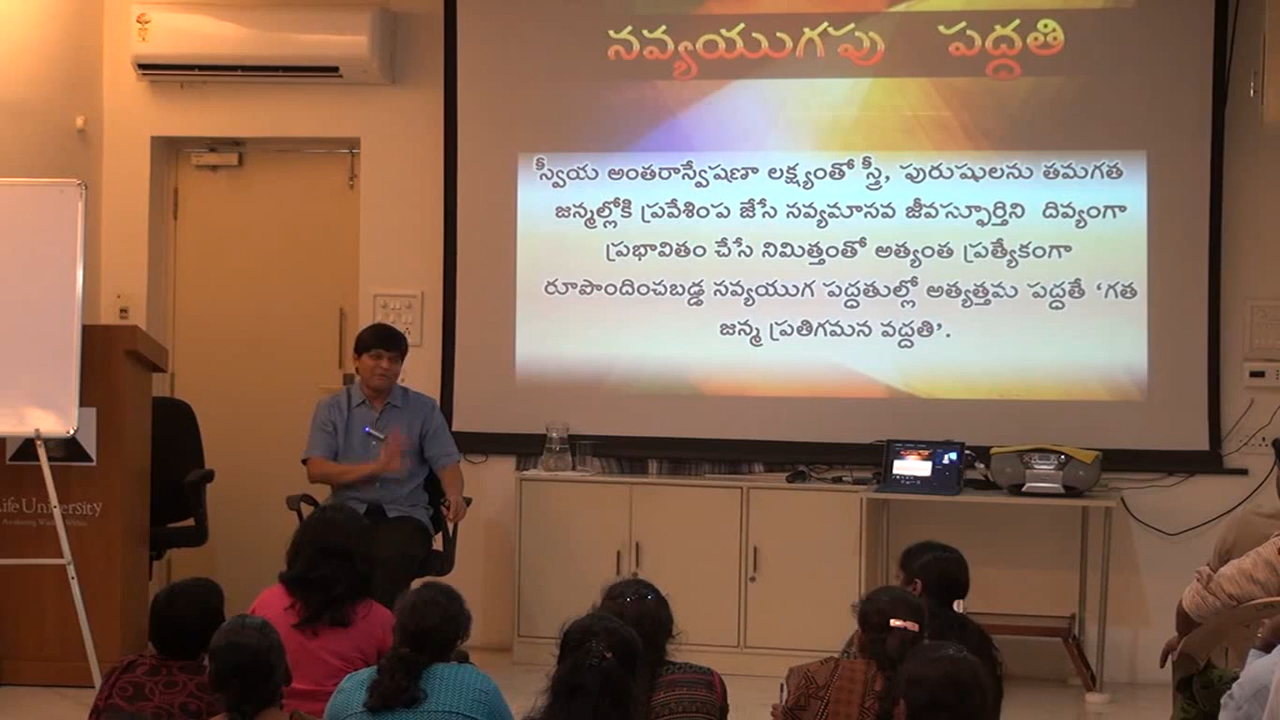 నవ్యయుగపు పద్ధతి
స్వీయ అంతరాన్వేషణా లక్ష్యంతో స్త్రీ, పురుషులను తమగత
జన్మల్లోకి ప్రవేశింప జేసే నవ్యమానవ జీవస్ఫూర్తిని దివ్యంగా
ప్రభావితం చేసే నిమిత్తంతో అత్యంత ప్రత్యేకంగా
రూపొందించబడ్డ నవ్యయుగ పద్ధతుల్లో అత్యుత్తమ పద్ధతే ‘గత
జన్మ ప్రతిగమన పద్ధతి’.
Life University